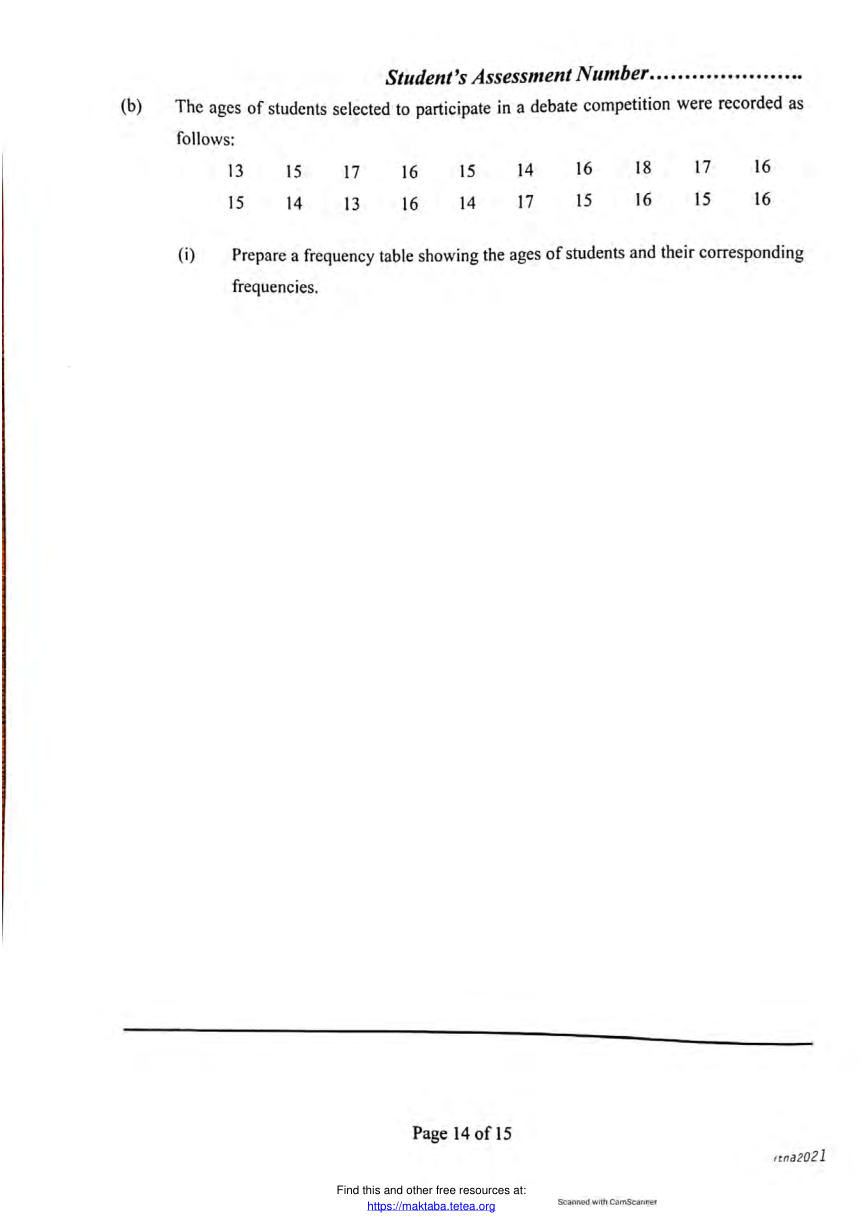 Student's Assessment Number......................
(b) The ages of students selected to participate in a debate competition were recorded as
follows:
13 15 17 16 15 14 16 18 17 16
15 14 13 16 14 17 15 16 15 16
(i) Prepare a frequency table showing the ages of students and their corresponding
frequencies.
Page 14 of 15
ftna2021
Find this and other free resources at:
https://maktaba.tetea.org
Scanned with CamScanner